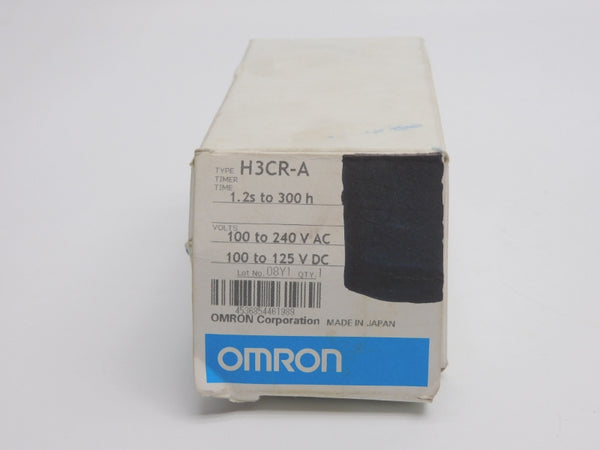 TYPE H3CR-A
TIMER
TIME
1.2s to 300 h
VOLTS
100 to 240 V AC
100 to 125 V DC
Lot No. 08Y1 QTY. 1
4536854461989
OMRON Corporation MADE IN JAPAN
OMRON